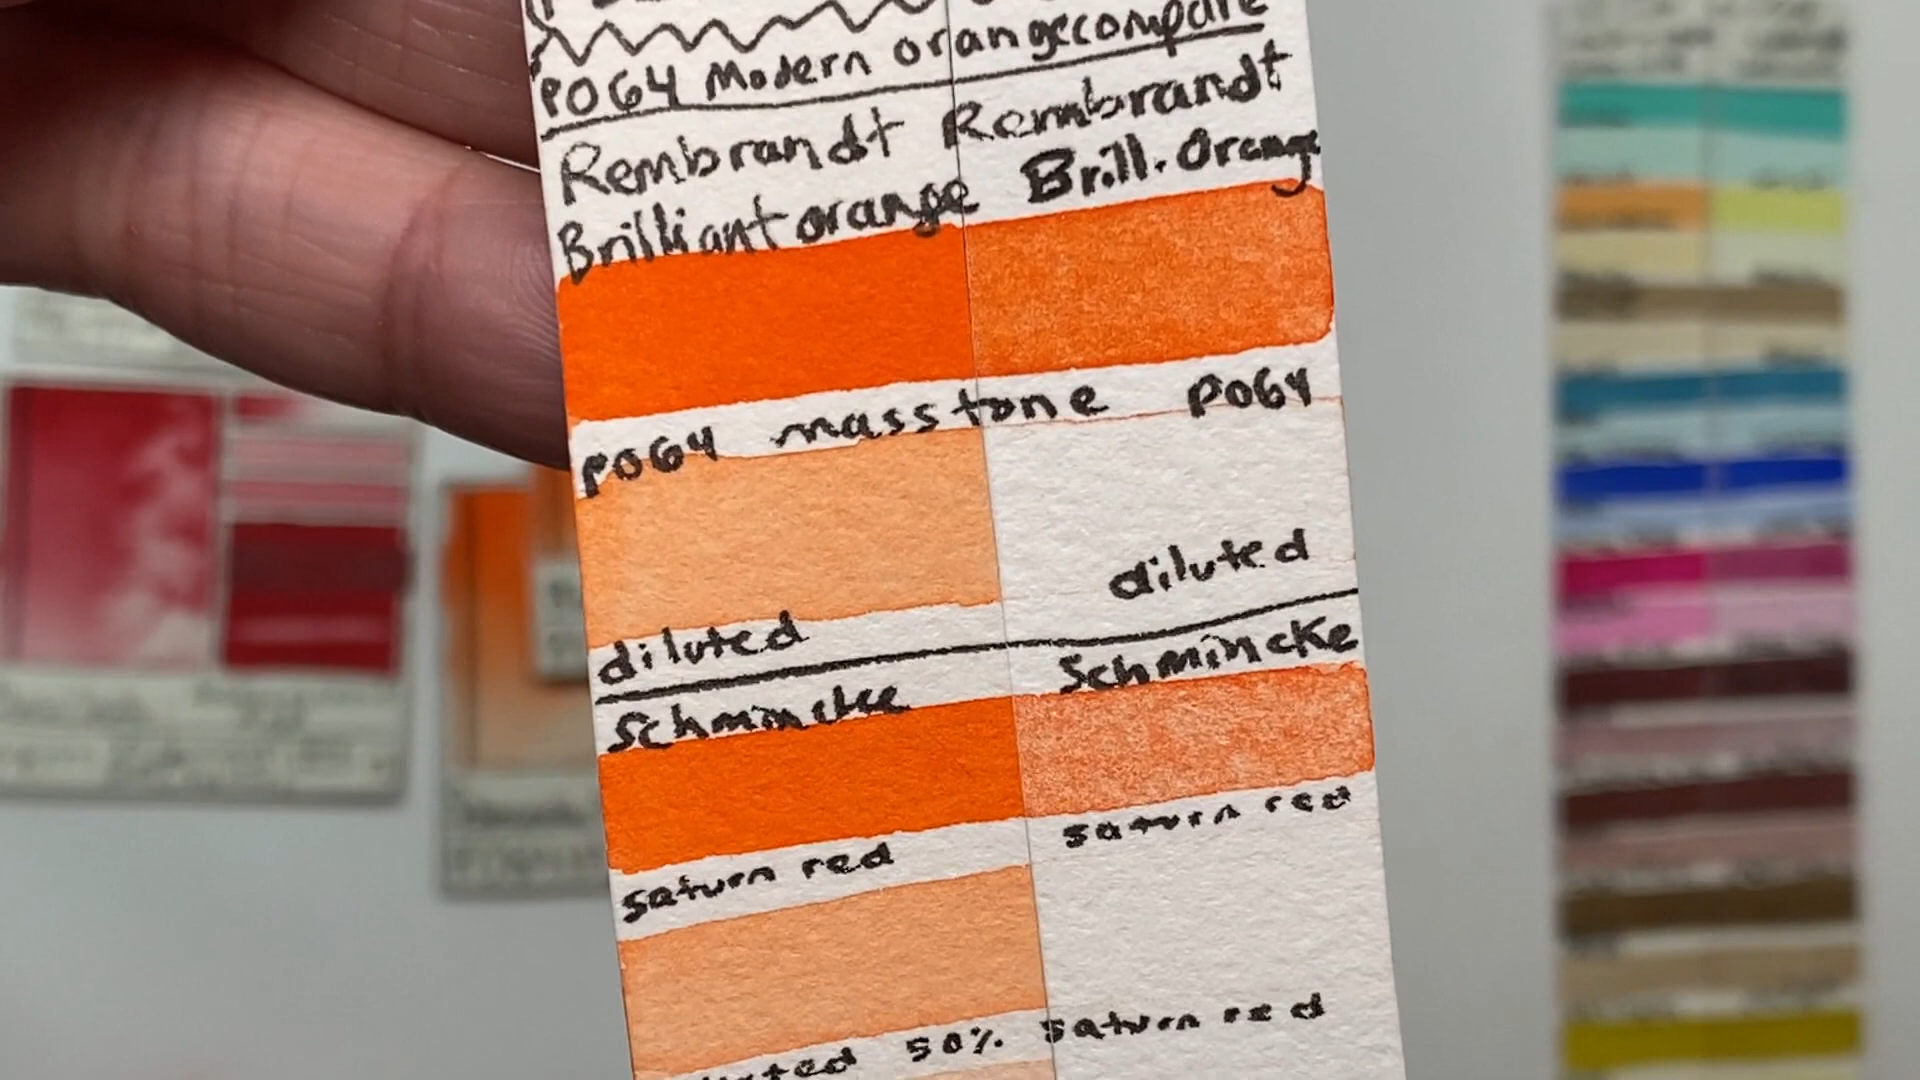 PO64 Modern orange compare
Rembrandt Rembrandt
Brilliant orange Brill. Orange
PO64 masstone PO64
diluted
diluted
Schmincke Schmincke
saturn red saturn red
50% saturn red